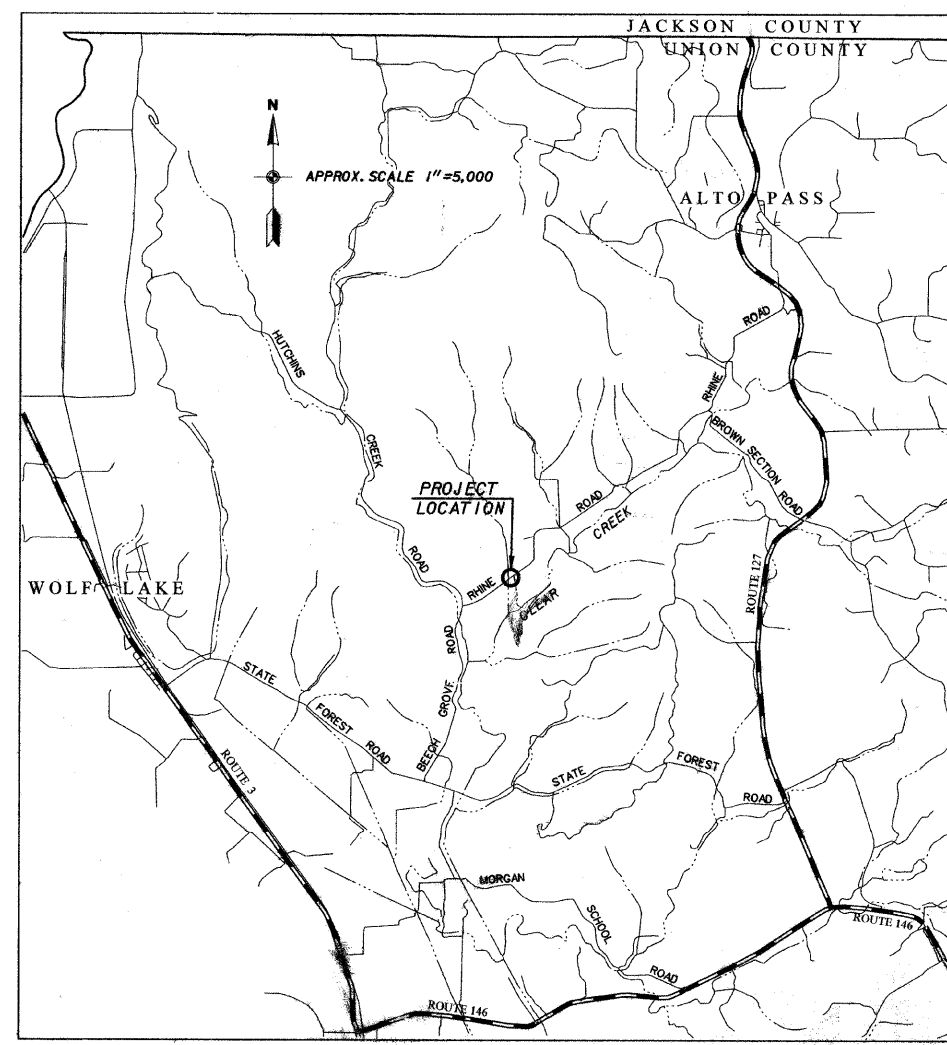 JACKSON COUNTY
UNION COUNTY
N
APPROX. SCALE 1"=5,000
ALTO PASS
ROAD
HUTCHINS
RHINE
BROWN SECTION
ROAD
CREEK
PROJECT
LOCATION
ROAD
CREEK
ROAD
RHINE
CLEAR
ROUTE 127
WOLF LAKE
ROAD
GROVE
BEECH
STATE
FOREST
ROAD
ROUTE 3
STATE
FOREST
ROAD
MORGAN
SCHOOL
ROAD
ROUTE 146
ROUTE 146